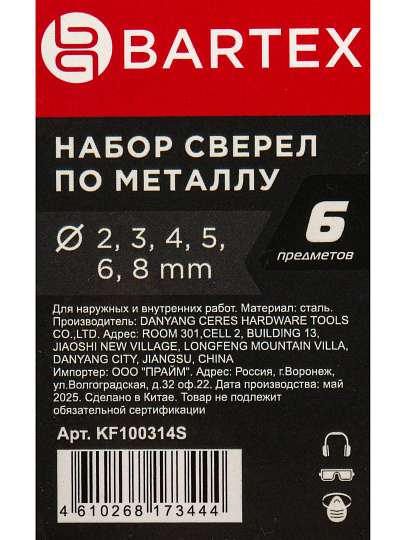 BARTEX
НАБОР СВЕРЕЛ
ПО МЕТАЛЛУ
6
предметов
Ø 2, 3, 4, 5,
6, 8 mm
Для наружных и внутренних работ. Материал: сталь.
Производитель: DANYANG CERES HARDWARE TOOLS
CO.,LTD. Адрес: ROOM 301,CELL 2, BUILDING 13,
JIAOSHI NEW VILLAGE, LONGFENG MOUNTAIN VILLA,
DANYANG CITY, JIANGSU, CHINA
Импортер: ООО "ПРАЙМ". Адрес: Россия, г.Воронеж,
ул.Волгоградская, д.32 оф.22. Дата производства: май
2025. Сделано в Китае. Товар не подлежит
обязательной сертификации
Арт. KF100314S
4 610268 173444